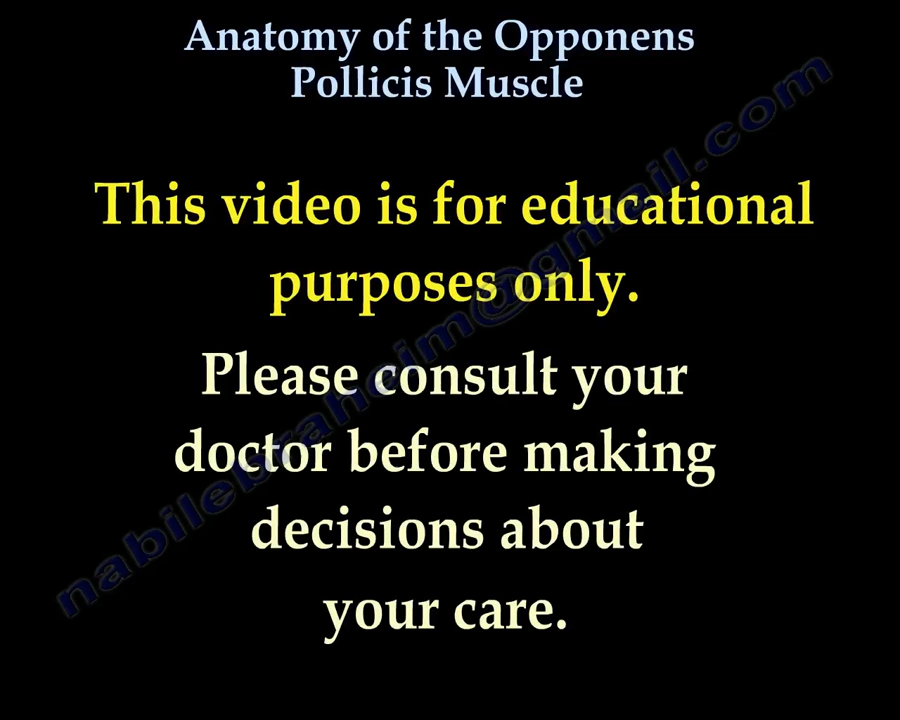 Anatomy of the Opponens
Pollicis Muscle
This video is for educational
purposes only.
Please consult your
doctor before making
decisions about
your care.
nabilebraheim@gmail.com